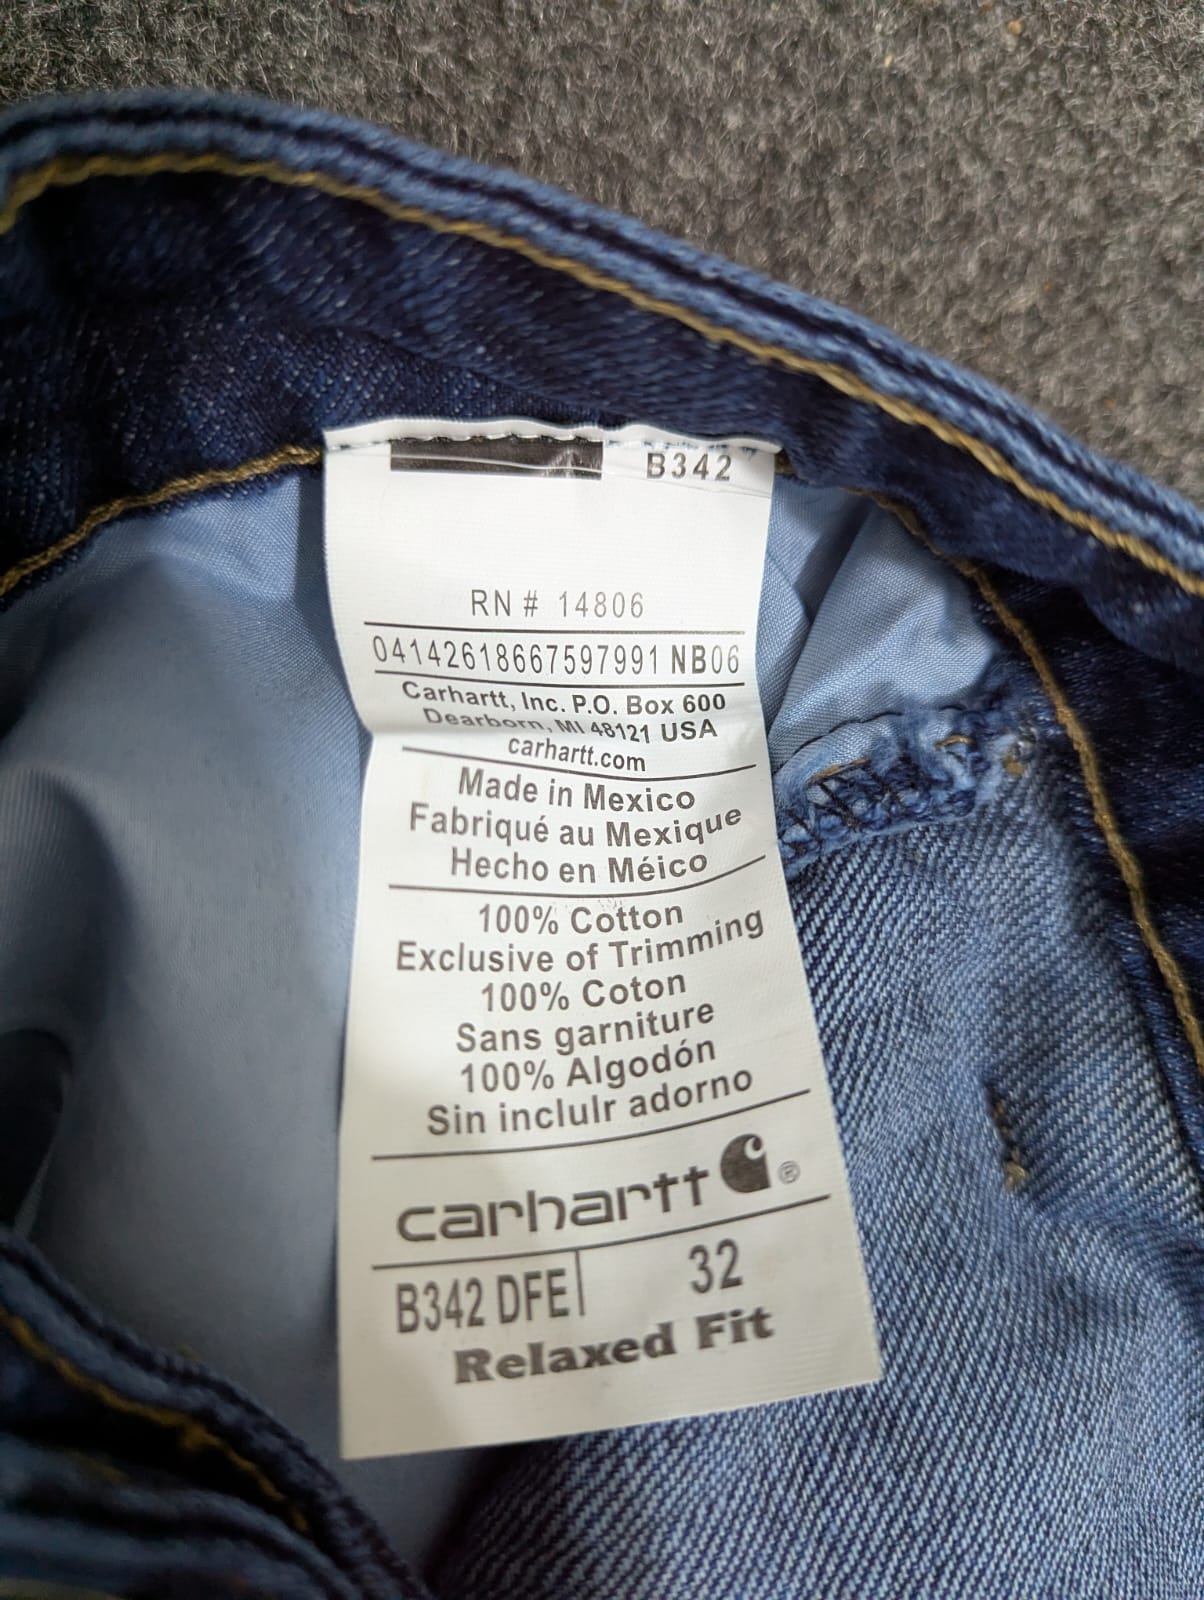 B342
RN # 14806
04142618667597991 NB06
Carhartt, Inc. P.O. Box 600
Dearborn, MI 48121 USA
carhartt.com
Made in Mexico
Fabriqué au Mexique
Hecho en Méico
100% Cotton
Exclusive of Trimming
100% Coton
Sans garniture
100% Algodón
Sin incluIr adorno
carhartt ®
B342 DFE 32
Relaxed Fit